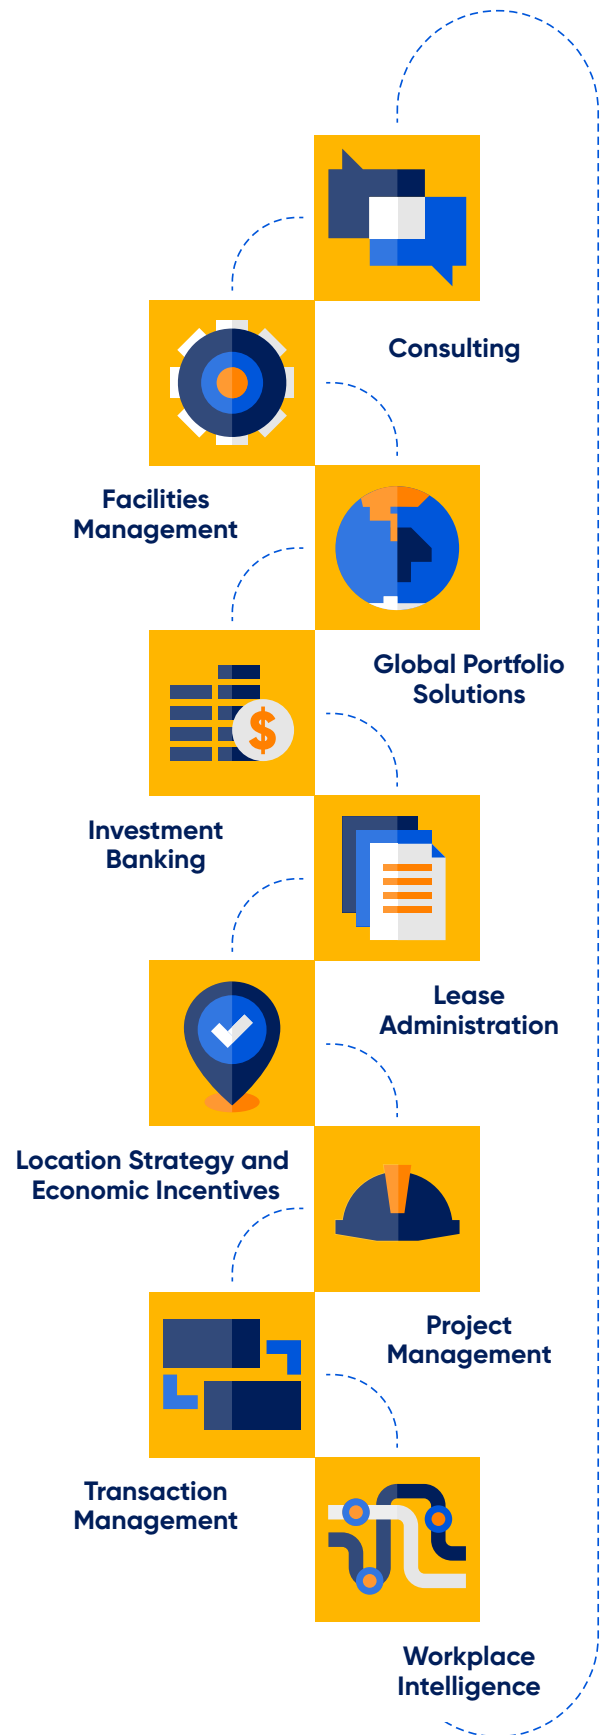 Consulting
Facilities
Management
Global Portfolio
Solutions
$
Investment
Banking
Lease
Administration
Location Strategy and
Economic Incentives
Project
Management
Transaction
Management
Workplace
Intelligence